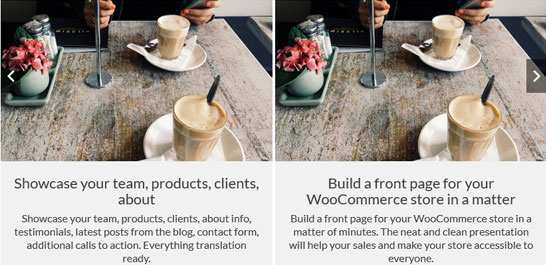 Showcase your team, products, clients,
about
Showcase your team, products, clients, about info,
testimonials, latest posts from the blog, contact form,
additional calls to action. Everything translation
ready.
Build a front page for your
WooCommerce store in a matter
Build a front page for your WooCommerce store in a
matter of minutes. The neat and clean presentation
will help your sales and make your store accessible to
everyone.